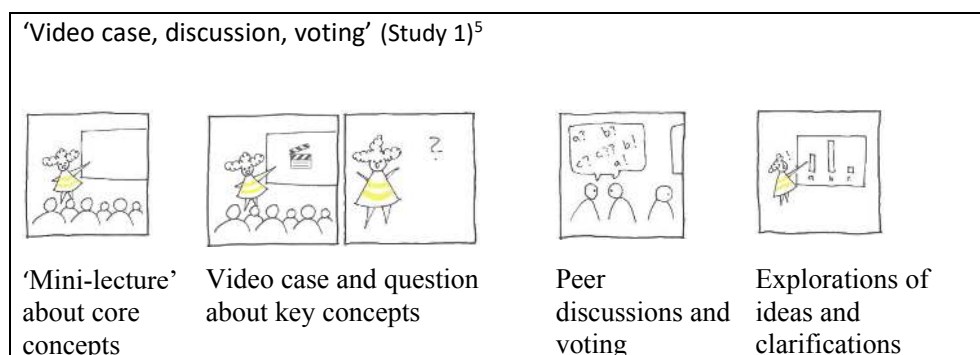 ‘Video case, discussion, voting’ (Study 1)⁵
?
a? b?
c? c?? b!
a!
a b c
‘Mini-lecture’
about core
concepts
Video case and question
about key concepts
Peer
discussions and
voting
Explorations of
ideas and
clarifications